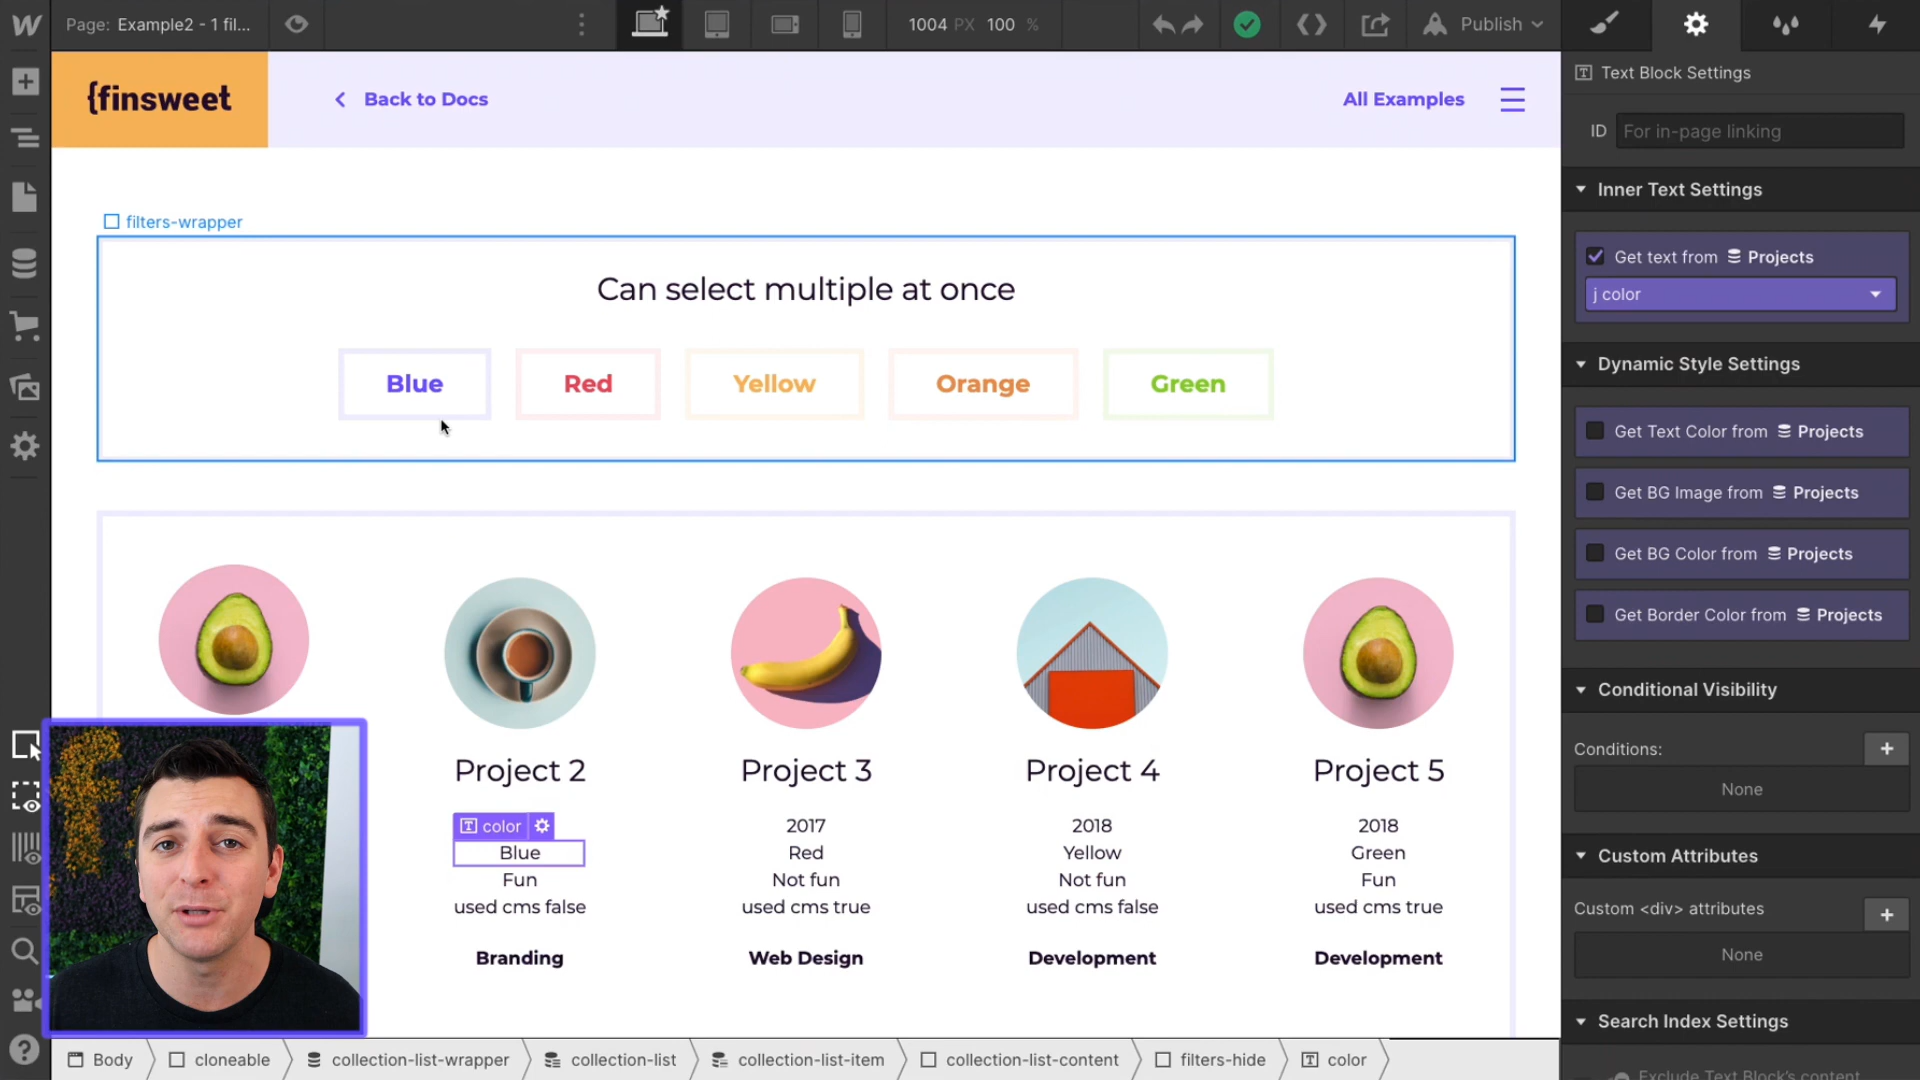 Page: Example2 - 1 fil...
1004 PX 100 %
Publish
{finsweet
Back to Docs
All Examples
filters-wrapper
Can select multiple at once
Blue
Red
Yellow
Orange
Green
Project 2
color
Blue
Fun
used cms false
Branding
Project 3
2017
Red
Not fun
used cms true
Web Design
Project 4
2018
Yellow
Not fun
used cms false
Development
Project 5
2018
Green
Fun
used cms true
Development
Body
cloneable
collection-list-wrapper
collection-list
collection-list-item
collection-list-content
filters-hide
color
Text Block Settings
ID For in-page linking
Inner Text Settings
Get text from Projects
j color
Dynamic Style Settings
Get Text Color from Projects
Get BG Image from Projects
Get BG Color from Projects
Get Border Color from Projects
Conditional Visibility
Conditions:
None
Custom Attributes
Custom <div> attributes
None
Search Index Settings
Exclude Text Block's content